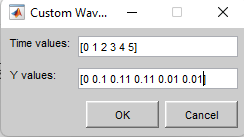 Custom Wav...
Time values:
[0 1 2 3 4 5]
Y values:
[0 0.1 0.11 0.11 0.01 0.01]
OK
Cancel